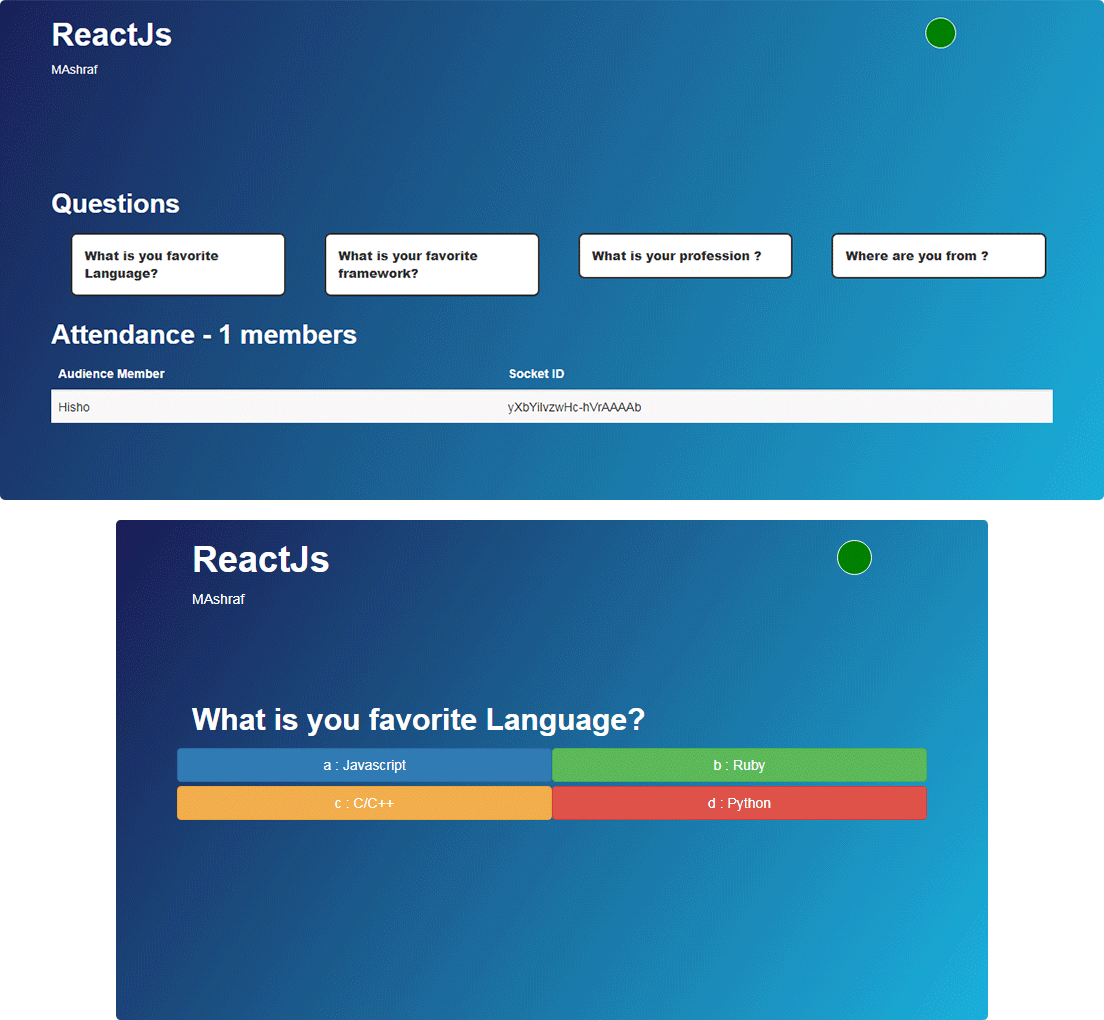 ReactJs
MAshraf
Questions
What is you favorite
Language?
What is your favorite
framework?
What is your profession ?
Where are you from ?
Attendance - 1 members
Audience Member Socket ID
Hisho yXbYilvzwHc-hVrAAAAb
ReactJs
MAshraf
What is you favorite Language?
a : Javascript b : Ruby
c : C/C++ d : Python